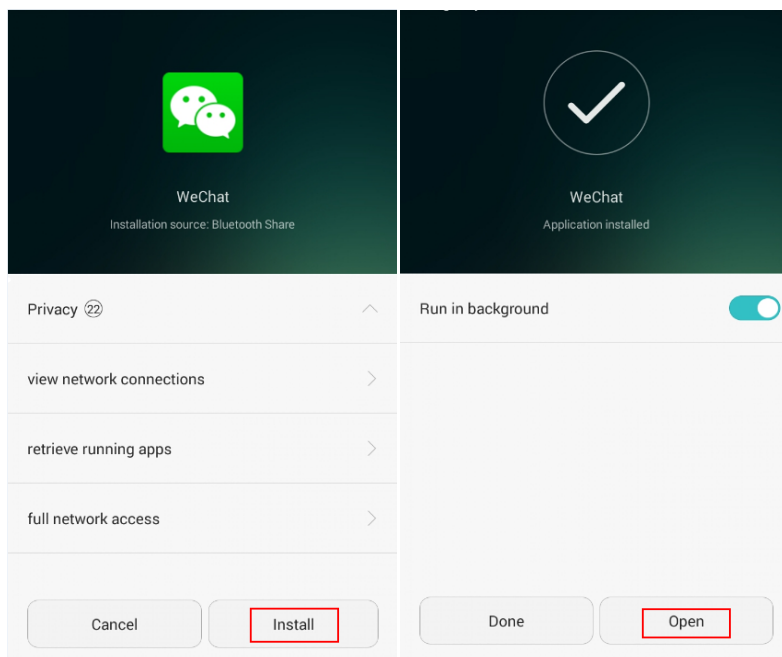 WeChat
Installation source: Bluetooth Share
Privacy 22
view network connections
retrieve running apps
full network access
Cancel
Install
WeChat
Application installed
Run in background
Done
Open